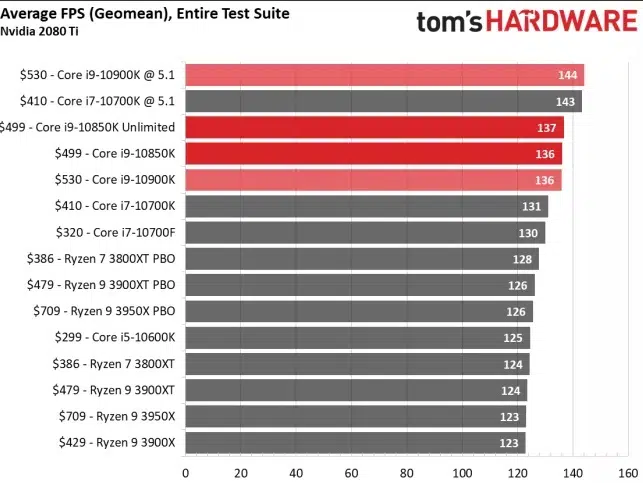 Average FPS (Geomean), Entire Test Suite
Nvidia 2080 Ti
tom'sHARDWARE
$530 - Core i9-10900K @ 5.1 144
$410 - Core i7-10700K @ 5.1 143
$499 - Core i9-10850K Unlimited 137
$499 - Core i9-10850K 136
$530 - Core i9-10900K 136
$410 - Core i7-10700K 131
$320 - Core i7-10700F 130
$386 - Ryzen 7 3800XT PBO 128
$479 - Ryzen 9 3900XT PBO 126
$709 - Ryzen 9 3950X PBO 126
$299 - Core i5-10600K 125
$386 - Ryzen 7 3800XT 124
$479 - Ryzen 9 3900XT 124
$709 - Ryzen 9 3950X 123
$429 - Ryzen 9 3900X 123
0 20 40 60 80 100 120 140 160